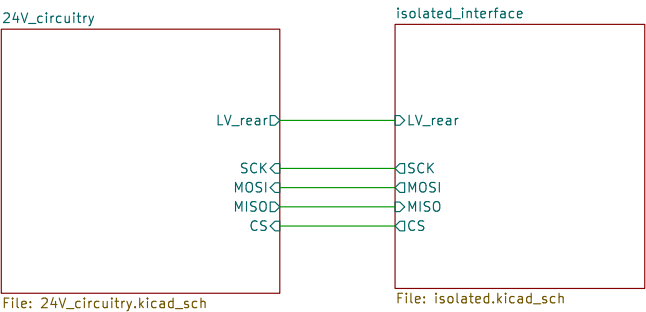 24V_circuitry
LV_rear
SCK
MOSI
MISO
CS
File: 24V_circuitry.kicad_sch
isolated_interface
LV_rear
SCK
MOSI
MISO
CS
File: isolated.kicad_sch